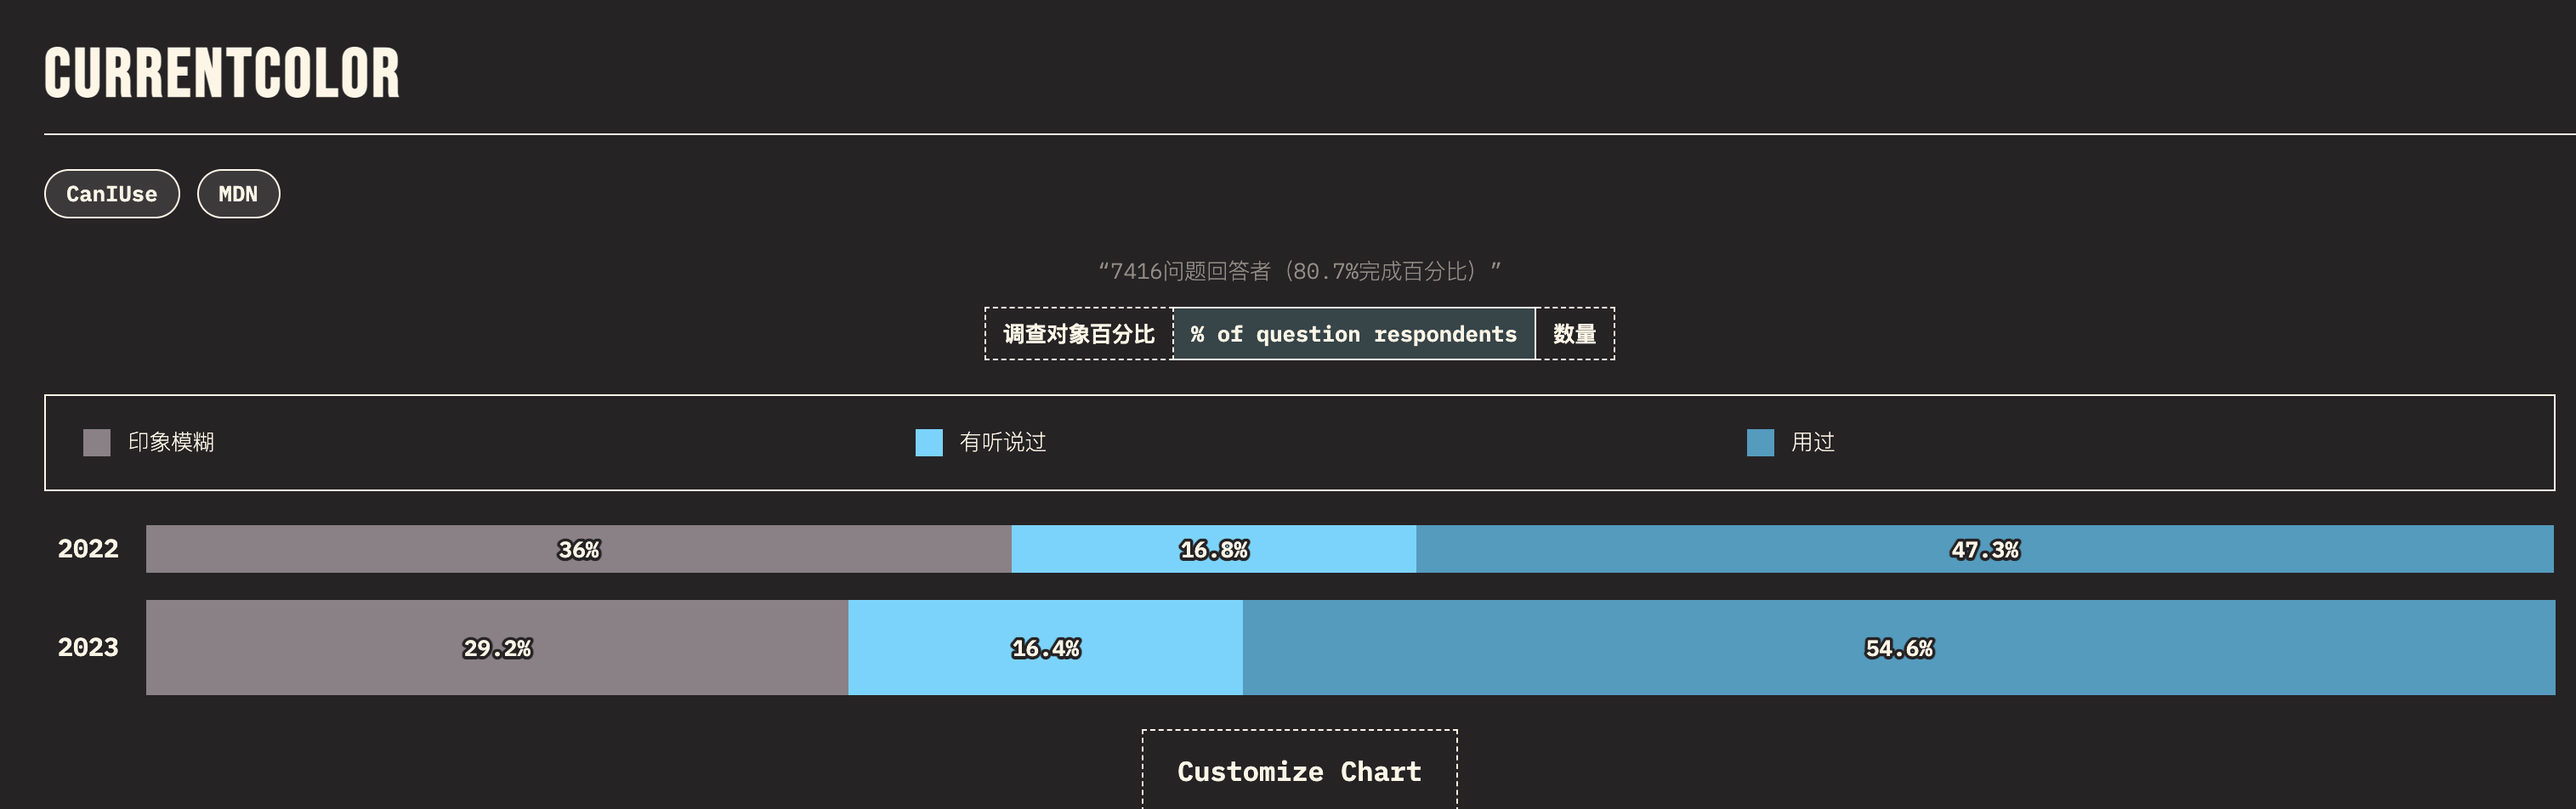 CURRENTCOLOR
CanIUse MDN
“7416问题回答者（80.7%完成百分比）”
调查对象百分比 % of question respondents 数量
印象模糊 有听说过 用过
2022 36% 16.8% 47.3%
2023 29.2% 16.4% 54.6%
Customize Chart